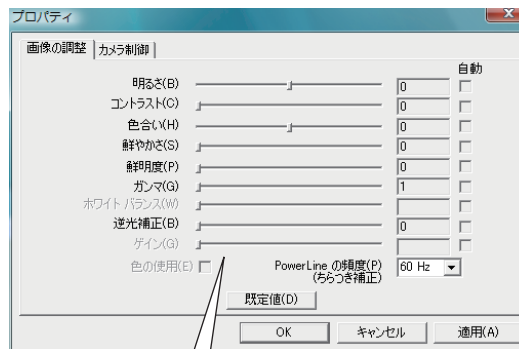 プロパティ
画像の調整 カメラ制御
自動
明るさ(B) 0
コントラスト(C) 0
色合い(H) 0
鮮やかさ(S) 0
鮮明度(P) 0
ガンマ(G) 1
ホワイト バランス(W)
逆光補正(B) 0
ゲイン(G)
色の使用(E) PowerLine の頻度(P) 60 Hz
(ちらつき補正)
既定値(D)
OK キャンセル 適用(A)